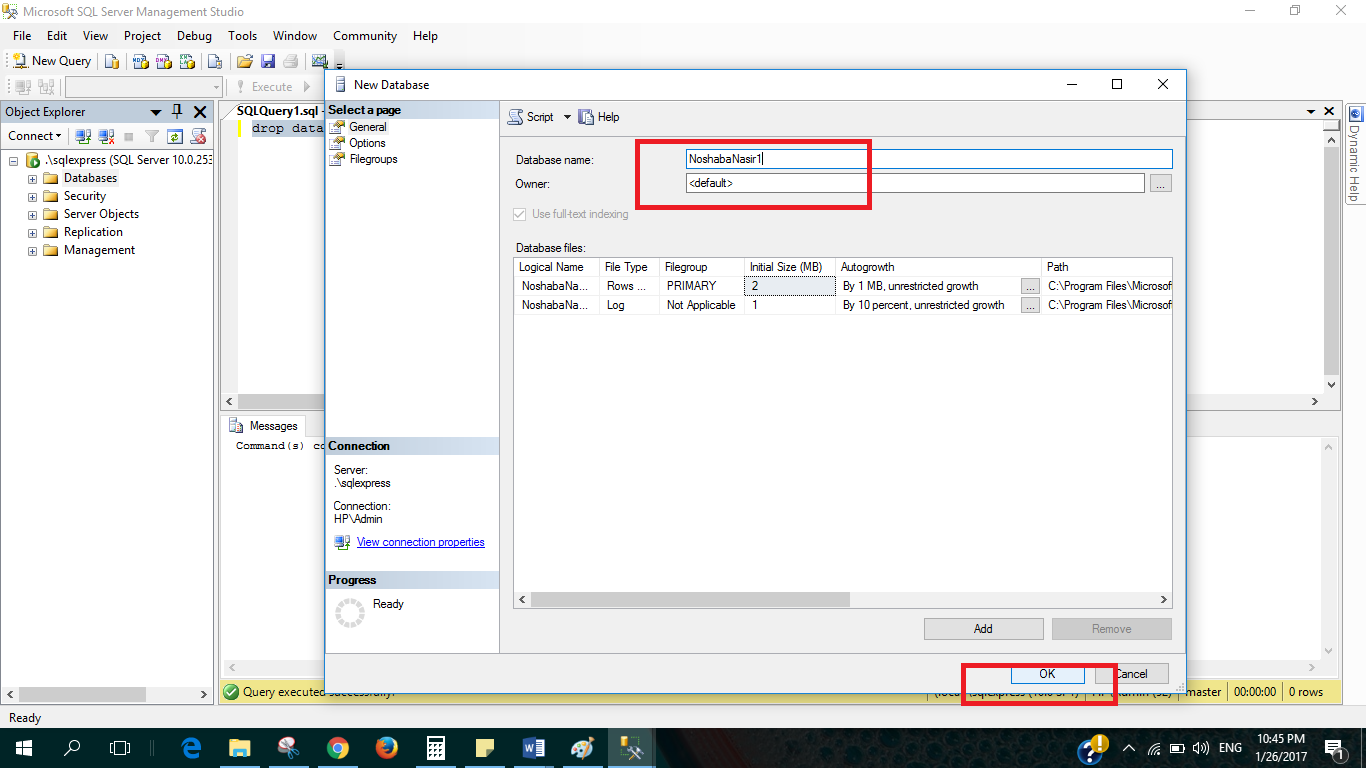 Microsoft SQL Server Management Studio
File Edit View Project Debug Tools Window Community Help
New Query
Execute
Object Explorer
Connect
.\sqlexpress (SQL Server 10.0.253
Databases
Security
Server Objects
Replication
Management
SQLQuery1.sql -
drop data
New Database
Select a page
General
Options
Filegroups
Script Help
Database name: NoshabaNasir1
Owner: <default> ...
Use full-text indexing
Database files:
Logical Name File Type Filegroup Initial Size (MB) Autogrowth Path
NoshabaNa... Rows ... PRIMARY 2 By 1 MB, unrestricted growth ... C:\Program Files\Microsoft
NoshabaNa... Log Not Applicable 1 By 10 percent, unrestricted growth ... C:\Program Files\Microsoft
Connection
Server:
.\sqlexpress
Connection:
HP\Admin
View connection properties
Progress
Ready
Add Remove
OK Cancel
Messages
Command(s) co
Query executed successfully.
master 00:00:00 0 rows
Ready
Dynamic Help
ENG
10:45 PM
1/26/2017
1